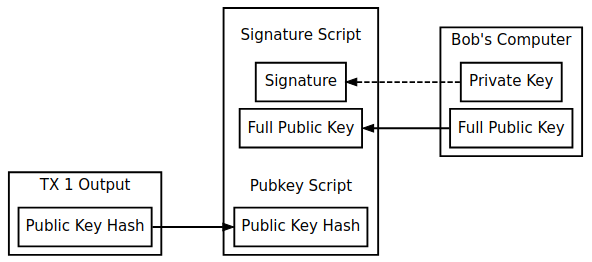 Signature Script
Signature
Full Public Key
Pubkey Script
Public Key Hash
Bob's Computer
Private Key
Full Public Key
TX 1 Output
Public Key Hash